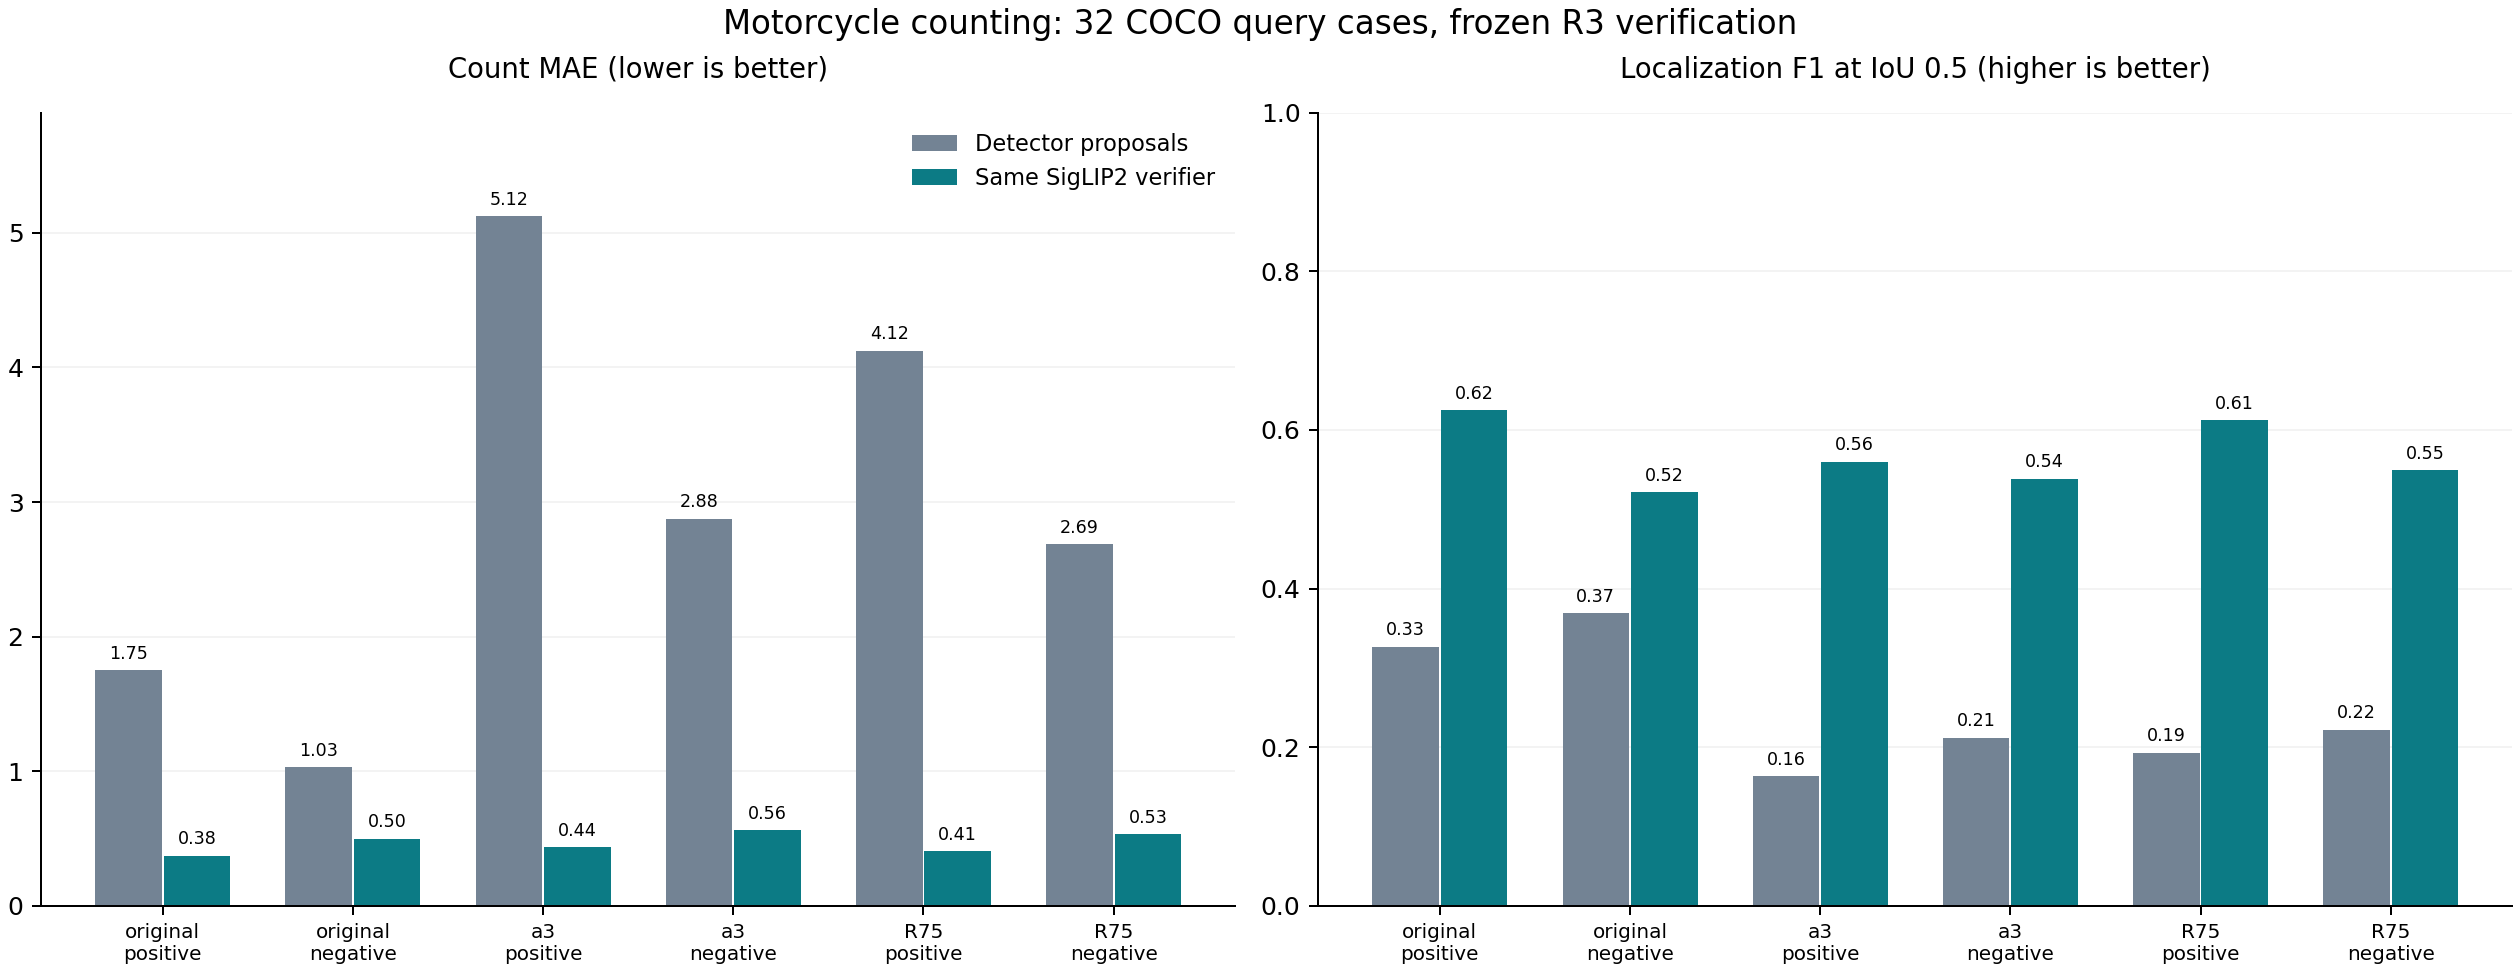 Motorcycle counting: 32 COCO query cases, frozen R3 verification
Count MAE (lower is better)
Detector proposals
Same SigLIP2 verifier
5
4
3
2
1
0
1.75
0.38
1.03
0.50
5.12
0.44
2.88
0.56
4.12
0.41
2.69
0.53
original
positive
original
negative
a3
positive
a3
negative
R75
positive
R75
negative
Localization F1 at IoU 0.5 (higher is better)
1.0
0.8
0.6
0.4
0.2
0.0
0.33
0.62
0.37
0.52
0.16
0.56
0.21
0.54
0.19
0.61
0.22
0.55
original
positive
original
negative
a3
positive
a3
negative
R75
positive
R75
negative